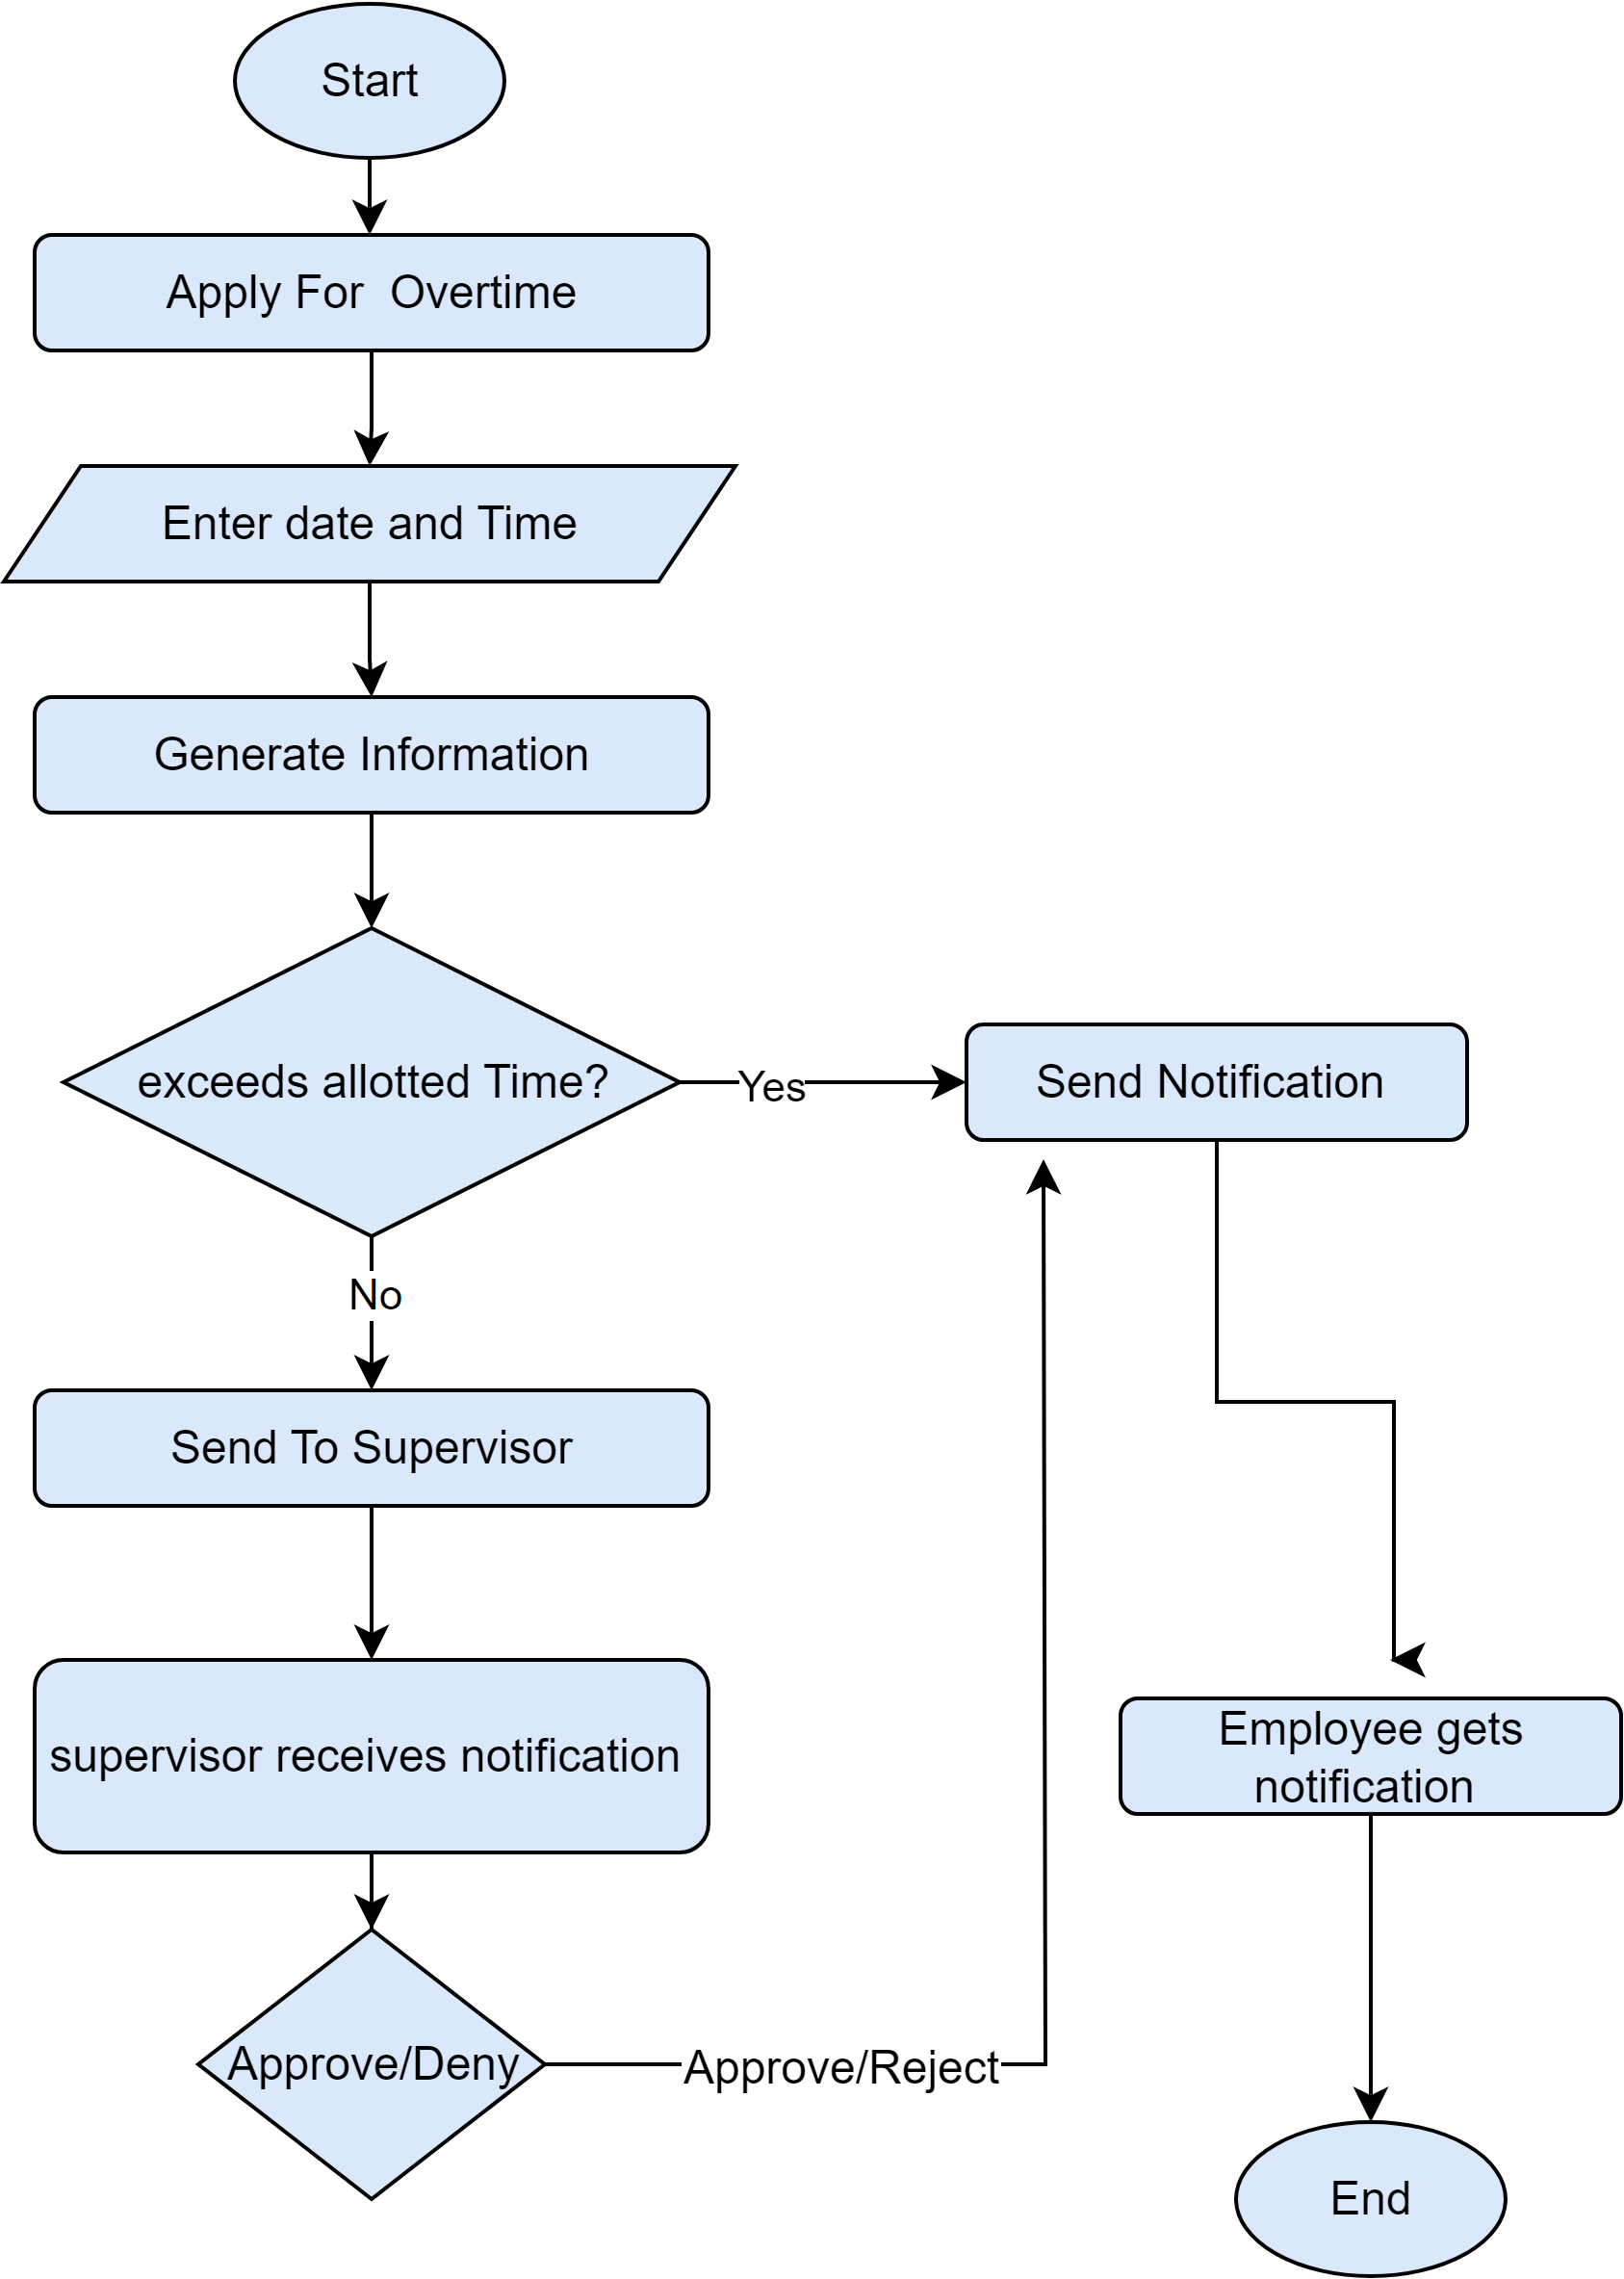 Start
Apply For  Overtime
Enter date and Time
Generate Information
exceeds allotted Time?
Yes
Send Notification
No
Send To Supervisor
supervisor receives notification
Employee gets
notification
Approve/Deny
Approve/Reject
End